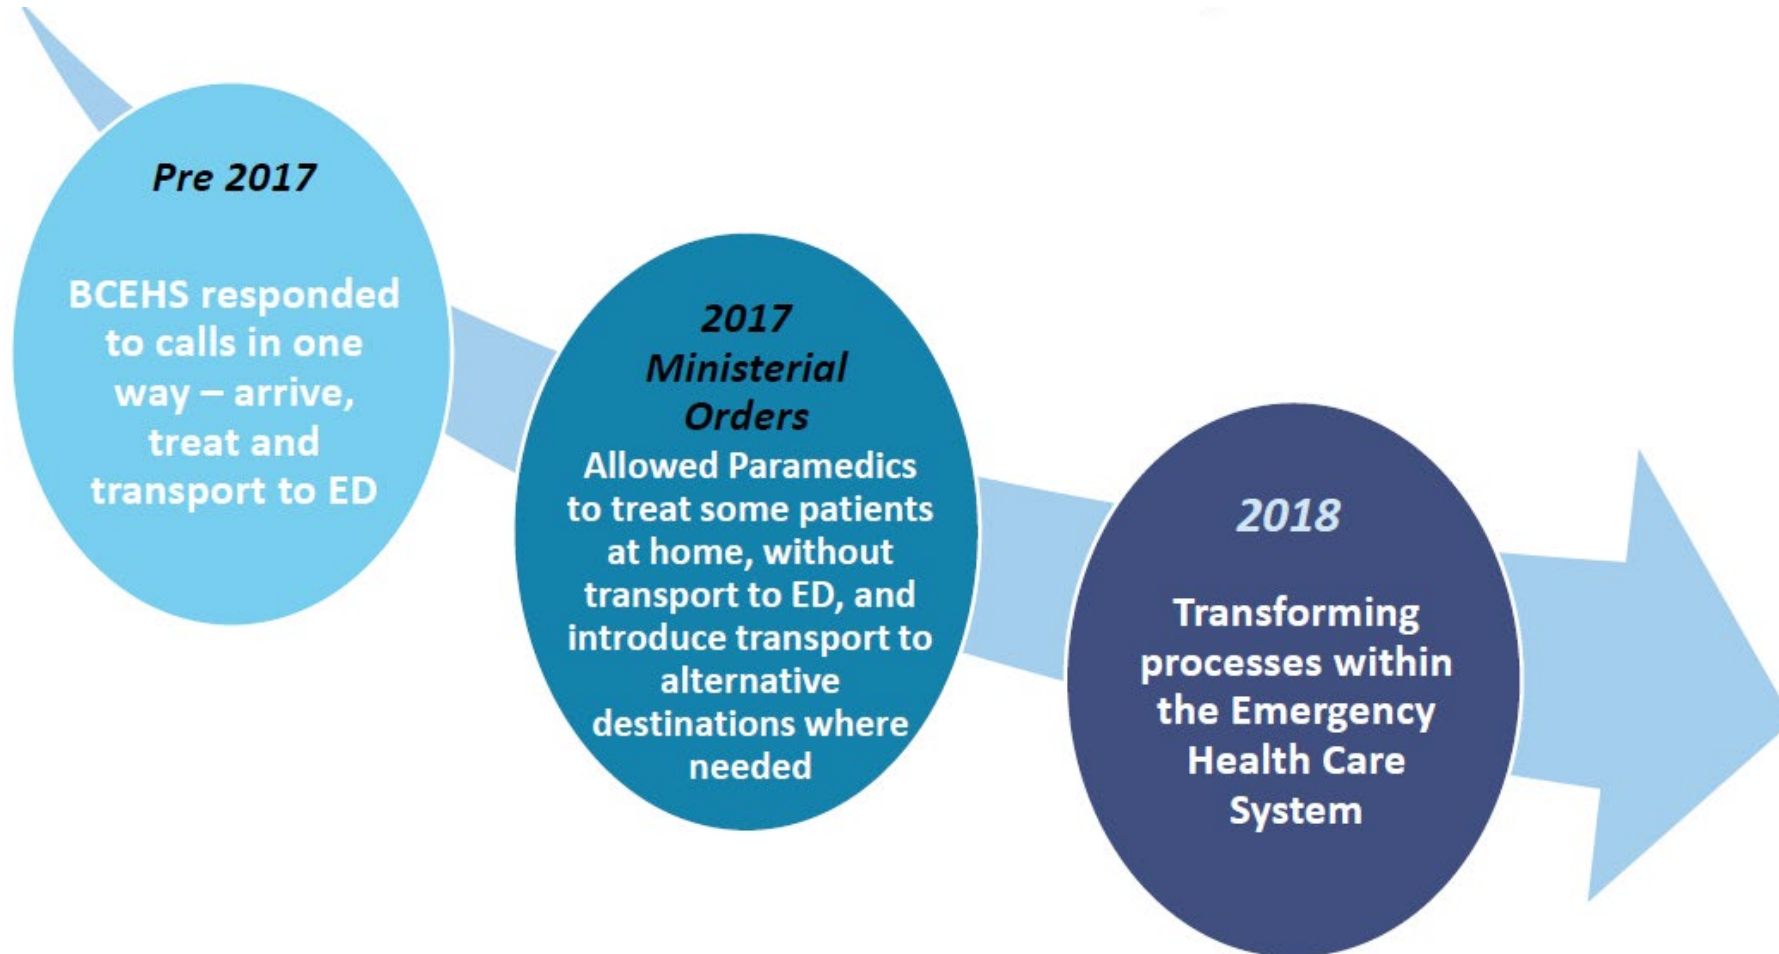 Pre 2017
BCEHS responded
to calls in one
way – arrive,
treat and
transport to ED
2017
Ministerial
Orders
Allowed Paramedics
to treat some patients
at home, without
transport to ED, and
introduce transport to
alternative
destinations where
needed
2018
Transforming
processes within
the Emergency
Health Care
System